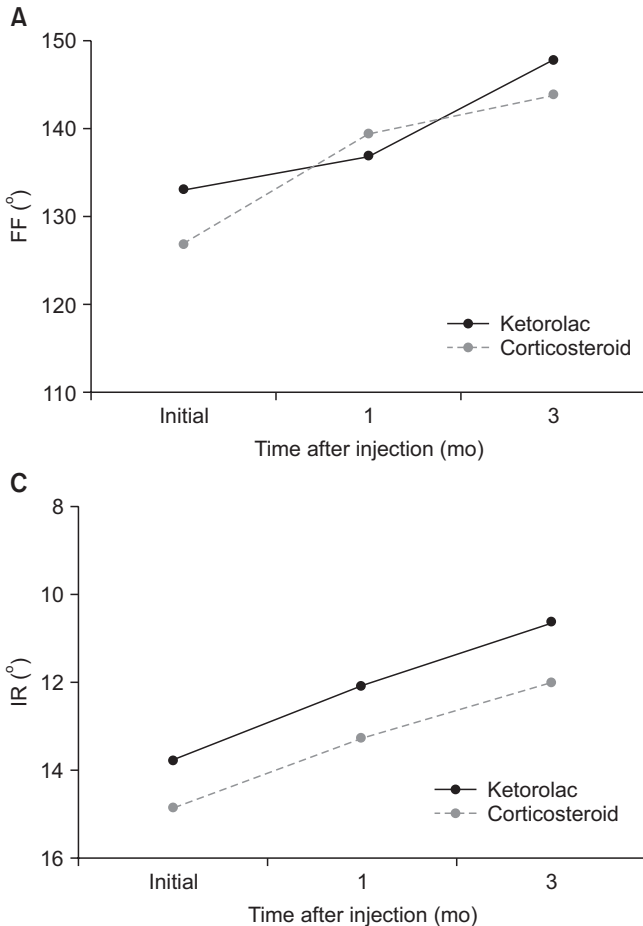 A
150
140
130
120
110
FF (°)
Ketorolac
Corticosteroid
Initial 1 3
Time after injection (mo)
C
8
10
12
14
16
IR (°)
Ketorolac
Corticosteroid
Initial 1 3
Time after injection (mo)